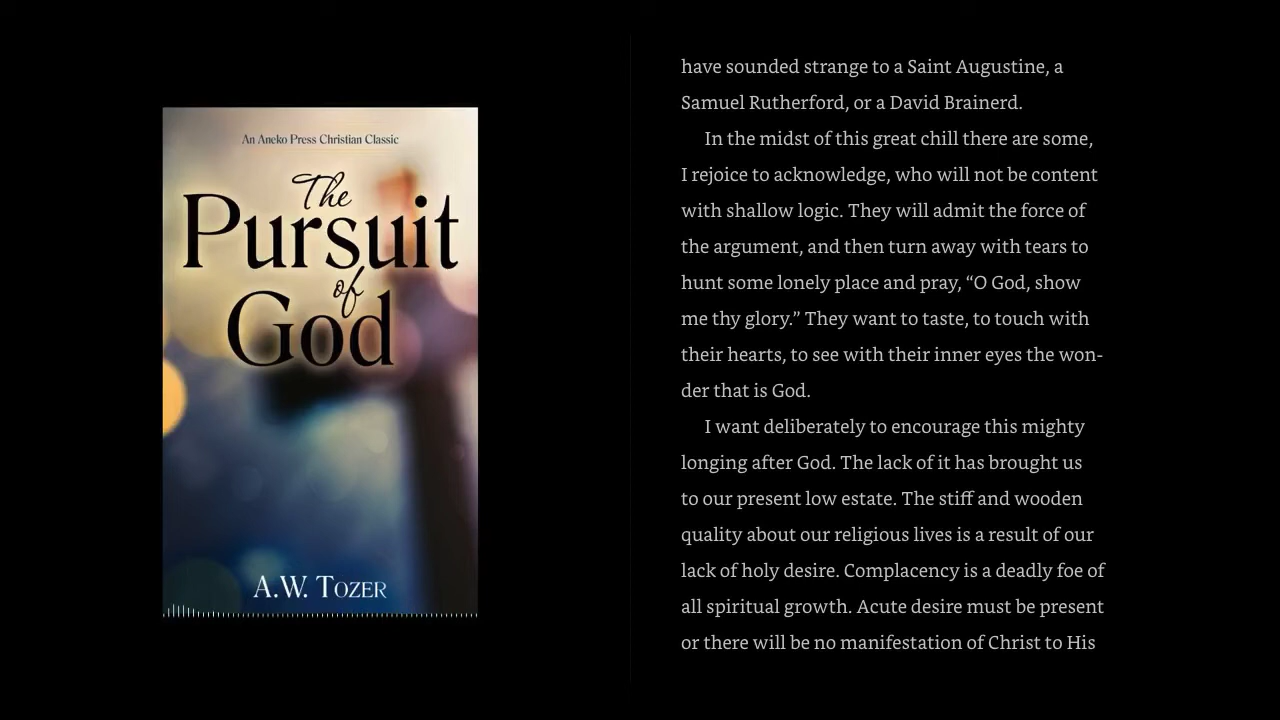 An Aneko Press Christian Classic
The
Pursuit
of
God
A.W. TOZER
have sounded strange to a Saint Augustine, a
Samuel Rutherford, or a David Brainerd.
In the midst of this great chill there are some,
I rejoice to acknowledge, who will not be content
with shallow logic. They will admit the force of
the argument, and then turn away with tears to
hunt some lonely place and pray, “O God, show
me thy glory.” They want to taste, to touch with
their hearts, to see with their inner eyes the won-
der that is God.
I want deliberately to encourage this mighty
longing after God. The lack of it has brought us
to our present low estate. The stiff and wooden
quality about our religious lives is a result of our
lack of holy desire. Complacency is a deadly foe of
all spiritual growth. Acute desire must be present
or there will be no manifestation of Christ to His